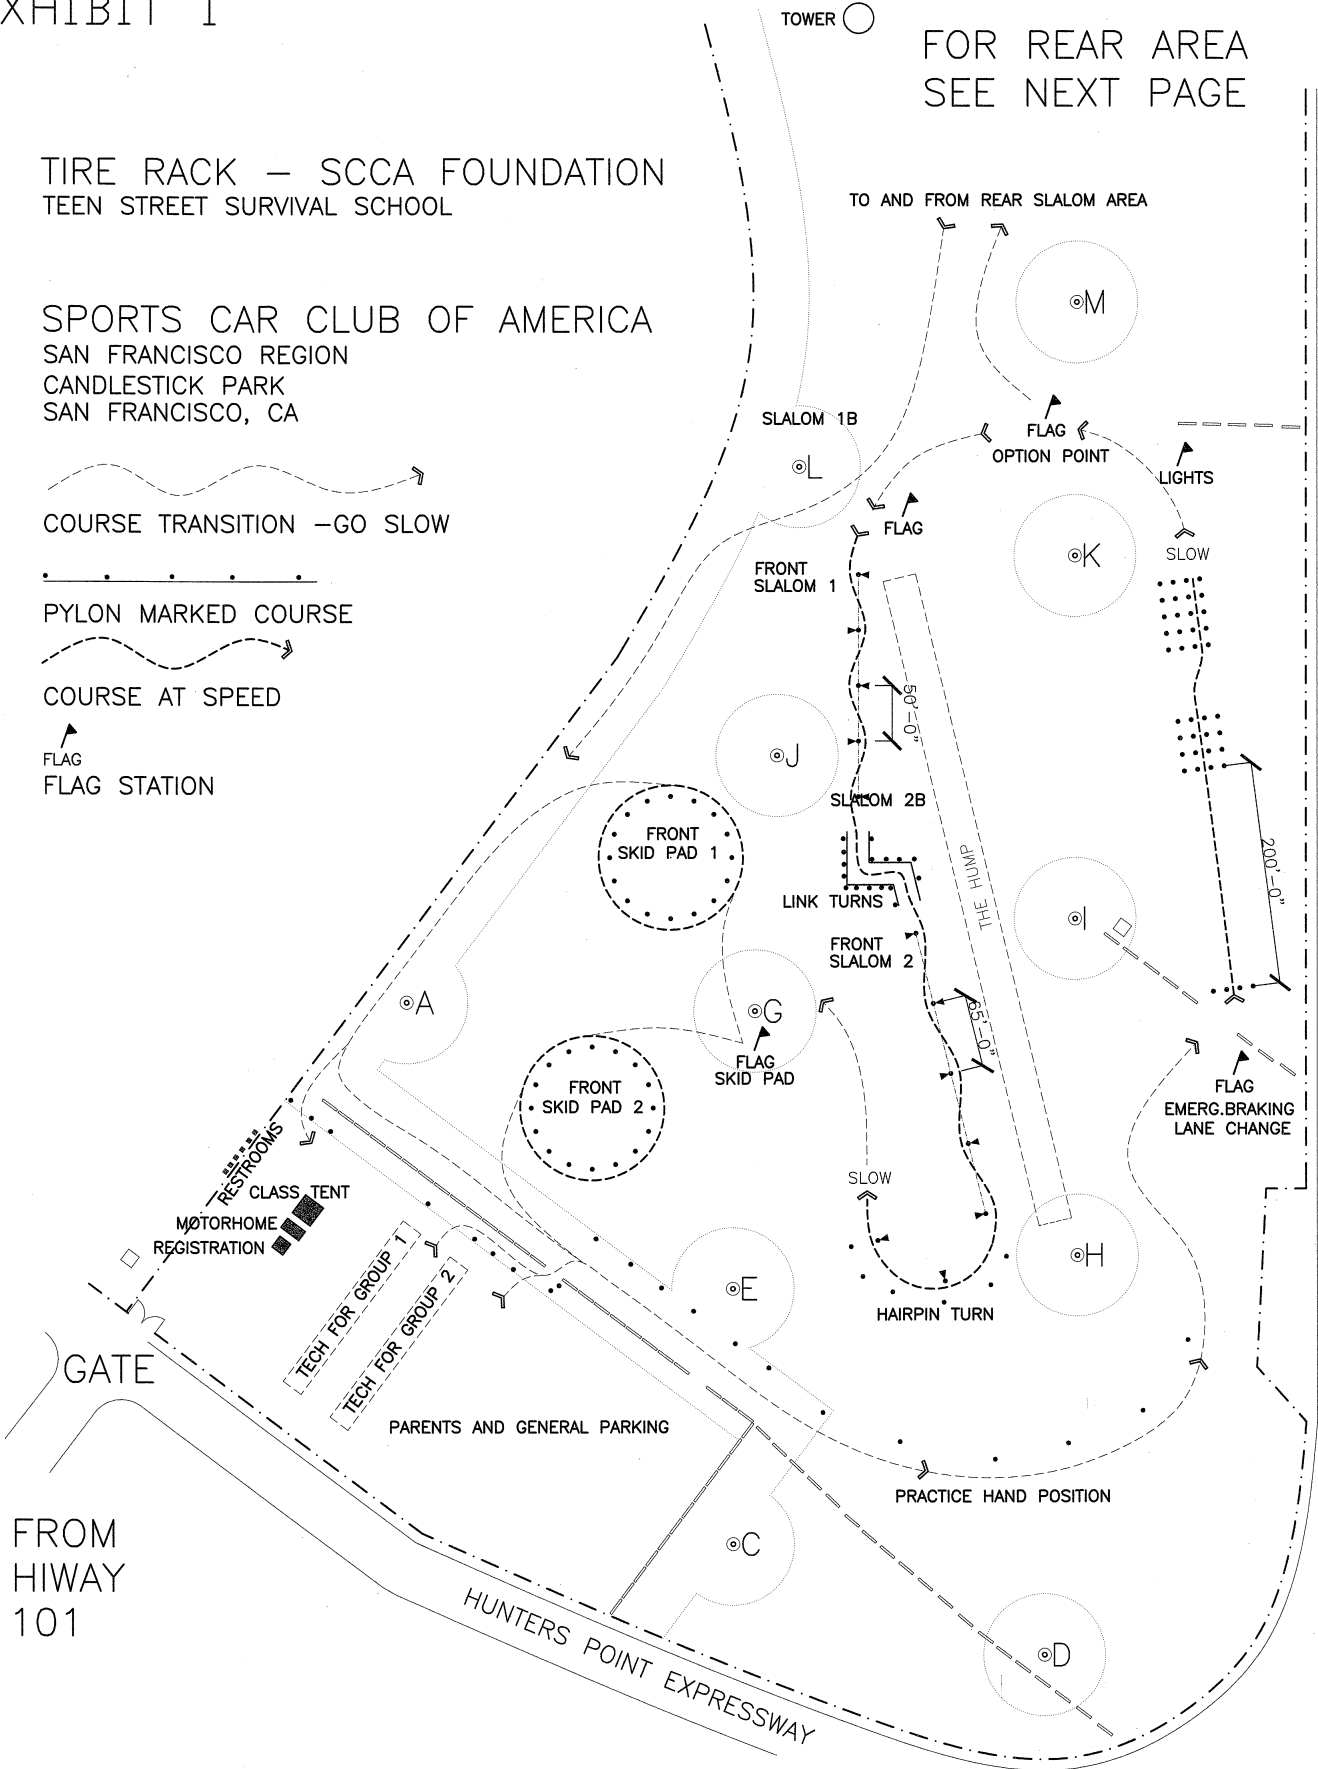 XHIBIT 1
TOWER
FOR REAR AREA
SEE NEXT PAGE
TIRE RACK – SCCA FOUNDATION
TEEN STREET SURVIVAL SCHOOL
TO AND FROM REAR SLALOM AREA
M
SPORTS CAR CLUB OF AMERICA
SAN FRANCISCO REGION
CANDLESTICK PARK
SAN FRANCISCO, CA
SLALOM 1B
L
FLAG
OPTION POINT
LIGHTS
COURSE TRANSITION –GO SLOW
FLAG
K
SLOW
FRONT
SLALOM 1
PYLON MARKED COURSE
COURSE AT SPEED
50'-0"
FLAG
FLAG STATION
J
SLALOM 2B
FRONT
SKID PAD 1
THE HUMP
200'-0"
LINK TURNS
I
FRONT
SLALOM 2
A
G
65'-0"
FLAG
SKID PAD
FRONT
SKID PAD 2
FLAG
EMERG.BRAKING
LANE CHANGE
RESTROOMS
CLASS TENT
MOTORHOME
REGISTRATION
SLOW
H
TECH FOR GROUP 1
TECH FOR GROUP 2
E
HAIRPIN TURN
GATE
PARENTS AND GENERAL PARKING
PRACTICE HAND POSITION
FROM
HIWAY
101
C
HUNTERS POINT EXPRESSWAY
D